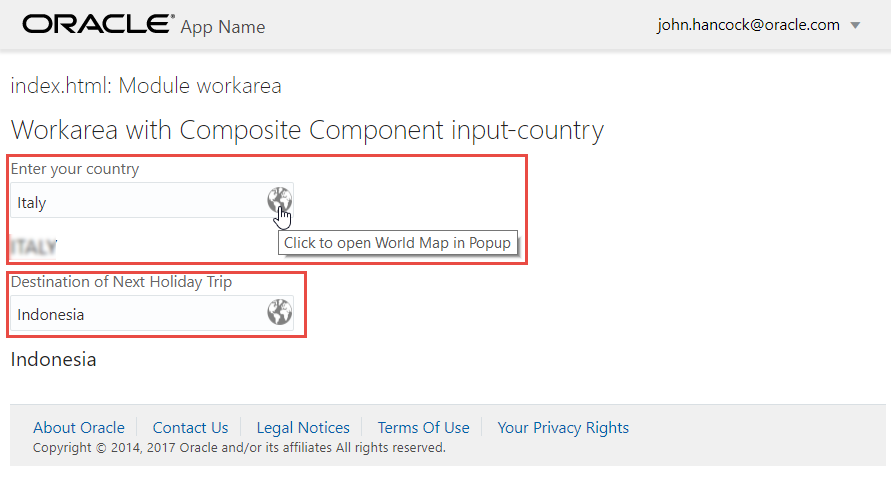 ORACLE® App Name
john.hancock@oracle.com
index.html: Module workarea
Workarea with Composite Component input-country
Enter your country
Italy
Click to open World Map in Popup
ITALY
Destination of Next Holiday Trip
Indonesia
Indonesia
About Oracle Contact Us Legal Notices Terms Of Use Your Privacy Rights
Copyright © 2014, 2017 Oracle and/or its affiliates All rights reserved.